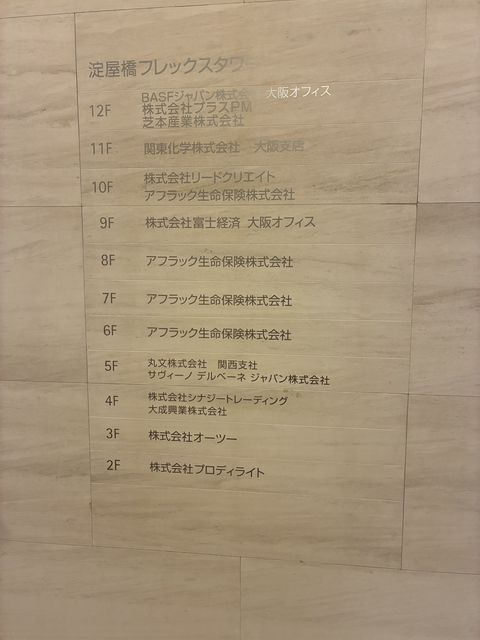 淀屋橋フレックスタワー
12F BASFジャパン株式会社 大阪オフィス
株式会社プラスPM
芝本産業株式会社
11F 関東化学株式会社 大阪支店
10F 株式会社リードクリエイト
アフラック生命保険株式会社
9F 株式会社富士経済 大阪オフィス
8F アフラック生命保険株式会社
7F アフラック生命保険株式会社
6F アフラック生命保険株式会社
5F 丸文株式会社 関西支社
サヴィーノ デルベーネ ジャパン株式会社
4F 株式会社シナジートレーディング
大成興業株式会社
3F 株式会社オーツー
2F 株式会社プロディライト